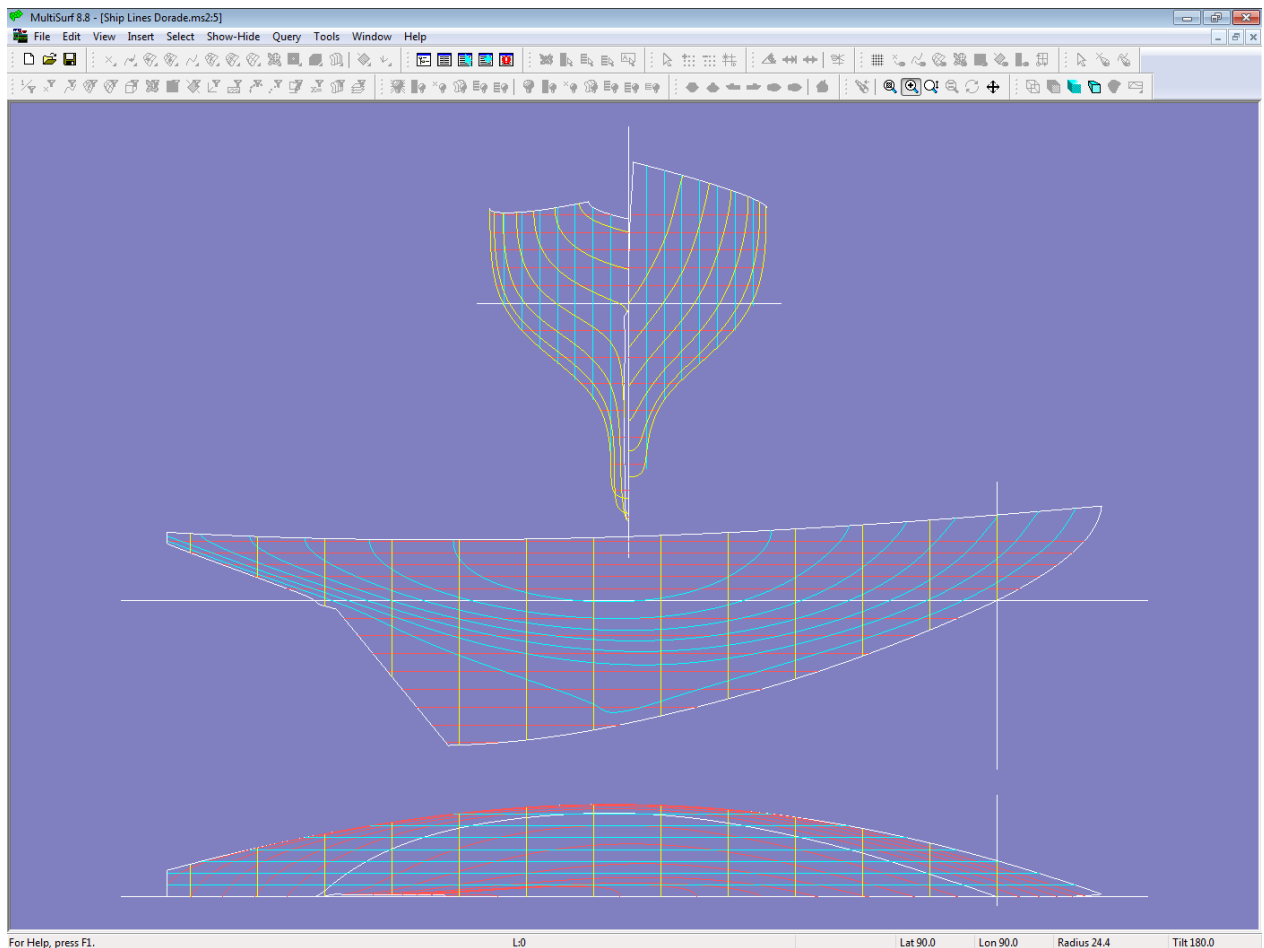 MultiSurf 8.8 - [Ship Lines Dorade.ms2:5]
File Edit View Insert Select Show-Hide Query Tools Window Help
For Help, press F1. L:0 Lat 90.0 Lon 90.0 Radius 24.4 Tilt 180.0